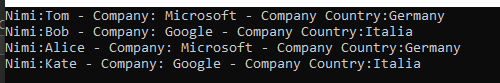 Nimi:Tom - Company: Microsoft - Company Country:Germany
Nimi:Bob - Company: Google - Company Country:Italia
Nimi:Alice - Company: Microsoft - Company Country:Germany
Nimi:Kate - Company: Google - Company Country:Italia